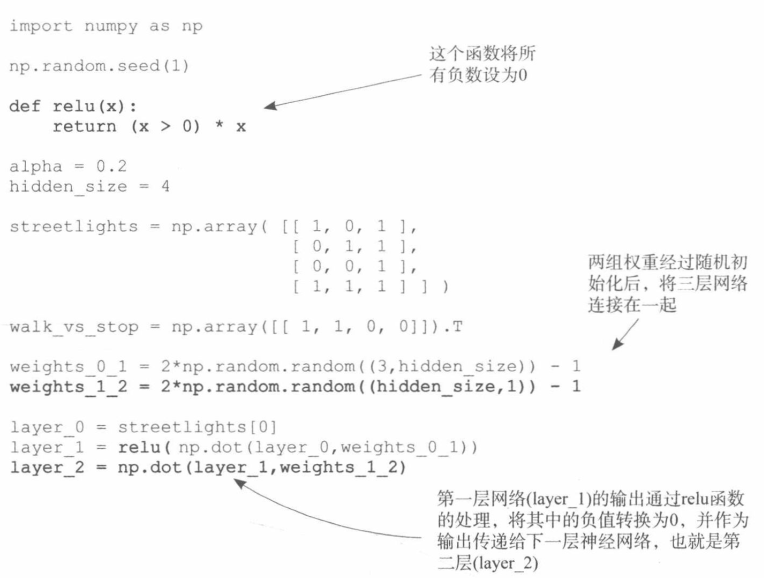 import numpy as np
np.random.seed(1)
这个函数将所
有负数设为0
def relu(x):
    return (x > 0) * x
alpha = 0.2
hidden_size = 4
streetlights = np.array( [[ 1, 0, 1 ],
                          [ 0, 1, 1 ],
                          [ 0, 0, 1 ],
                          [ 1, 1, 1 ] ] )
两组权重经过随机初
始化后，将三层网络
连接在一起
walk_vs_stop = np.array([[ 1, 1, 0, 0]]).T
weights_0_1 = 2*np.random.random((3,hidden_size)) - 1
weights_1_2 = 2*np.random.random((hidden_size,1)) - 1
layer_0 = streetlights[0]
layer_1 = relu( np.dot(layer_0,weights_0_1))
layer_2 = np.dot(layer_1,weights_1_2)
第一层网络(layer_1)的输出通过relu函数
的处理，将其中的负值转换为0，并作为
输出传递给下一层神经网络，也就是第
二层(layer_2)